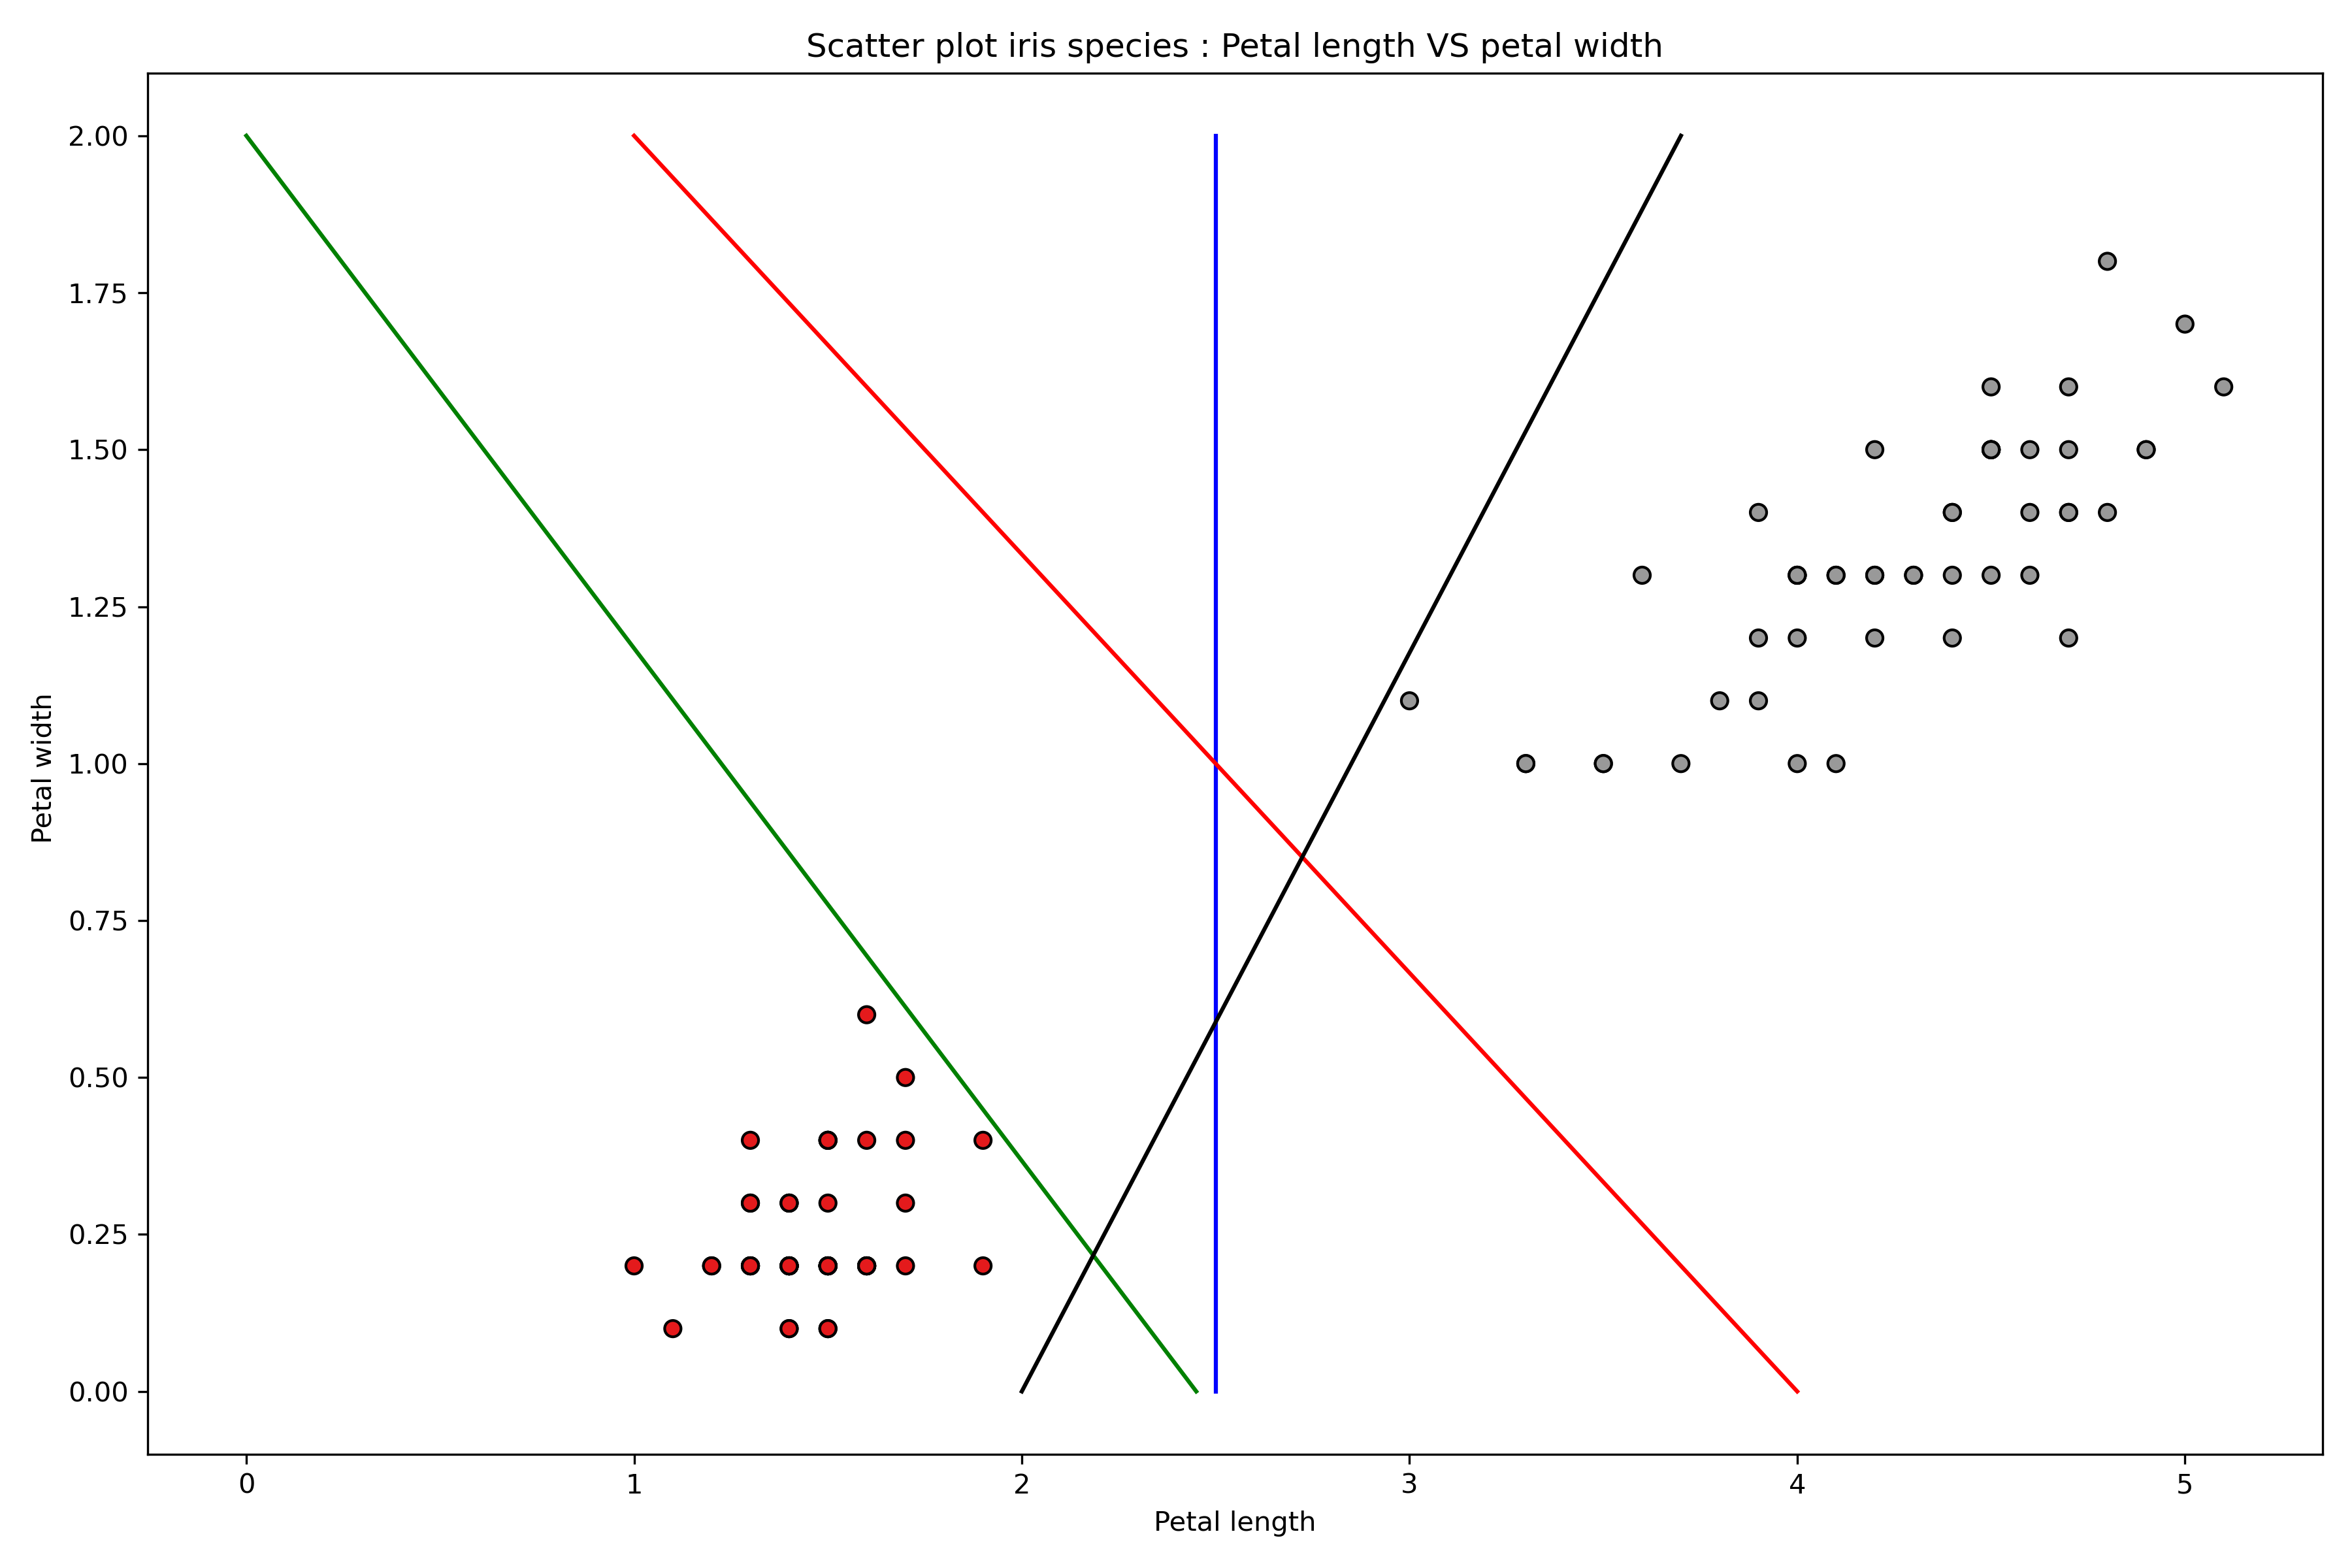 Scatter plot iris species : Petal length VS petal width
2.00
1.75
1.50
1.25
1.00
0.75
0.50
0.25
0.00
Petal width
0 1 2 3 4 5
Petal length